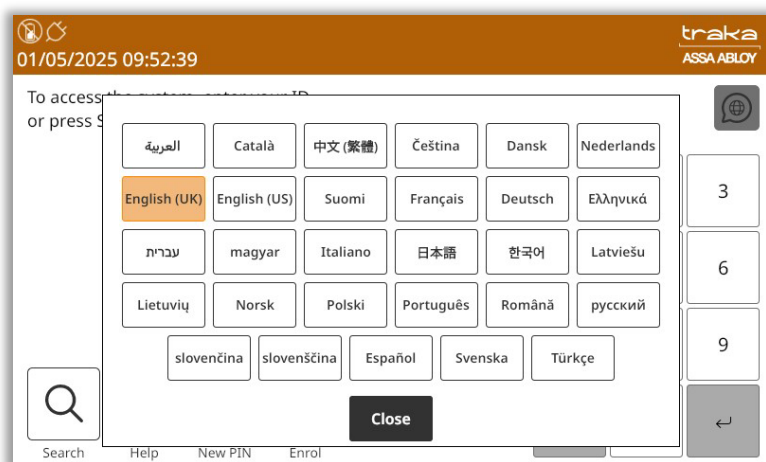 01/05/2025 09:52:39
traka
ASSA ABLOY
To access
or press
العربية
Català
中文 (繁體)
Čeština
Dansk
Nederlands
English (UK)
English (US)
Suomi
Français
Deutsch
Ελληνικά
עברית
magyar
Italiano
日本語
한국어
Latviešu
Lietuvių
Norsk
Polski
Português
Română
русский
slovenčina
slovenščina
Español
Svenska
Türkçe
Close
3
6
9
Search
Help
New PIN
Enrol